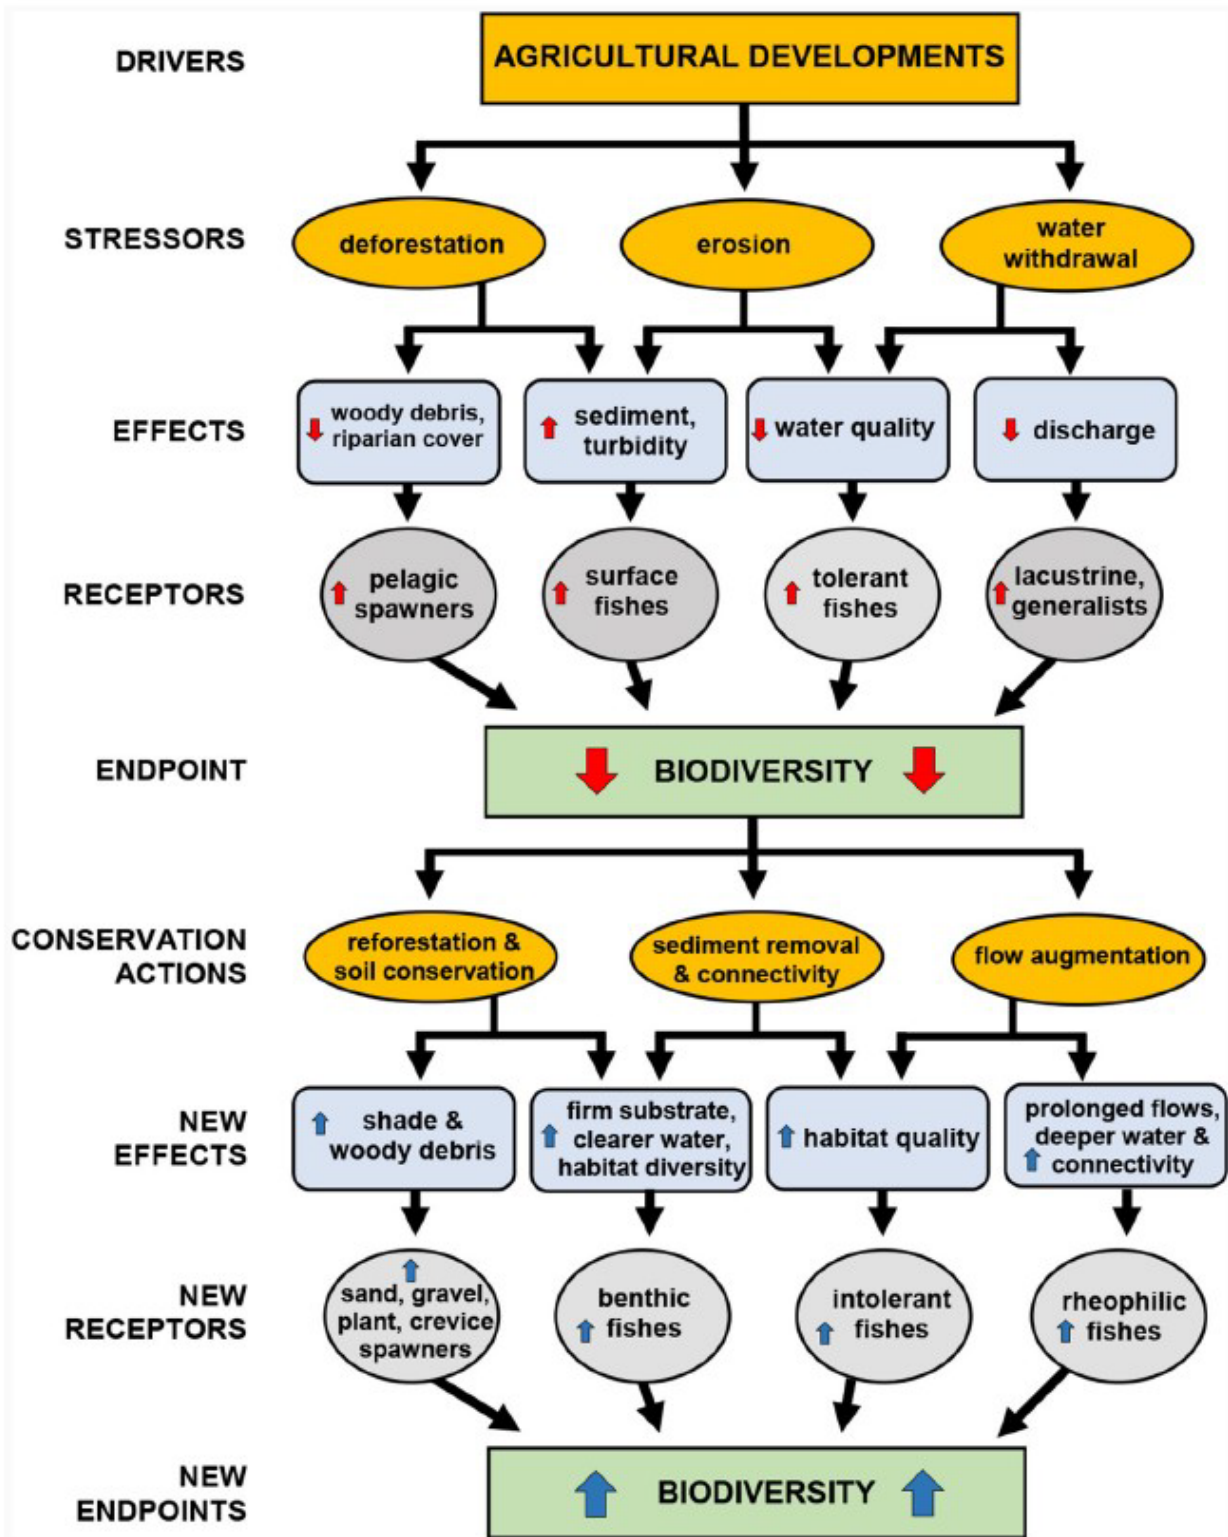 DRIVERS
AGRICULTURAL DEVELOPMENTS
STRESSORS
deforestation
erosion
water
withdrawal
EFFECTS
woody debris,
riparian cover
sediment,
turbidity
water quality
discharge
RECEPTORS
pelagic
spawners
surface
fishes
tolerant
fishes
lacustrine,
generalists
ENDPOINT
BIODIVERSITY
CONSERVATION
ACTIONS
reforestation &
soil conservation
sediment removal
& connectivity
flow augmentation
NEW
EFFECTS
shade &
woody debris
firm substrate,
clearer water,
habitat diversity
habitat quality
prolonged flows,
deeper water &
connectivity
NEW
RECEPTORS
sand, gravel,
plant, crevice
spawners
benthic
fishes
intolerant
fishes
rheophilic
fishes
NEW
ENDPOINTS
BIODIVERSITY